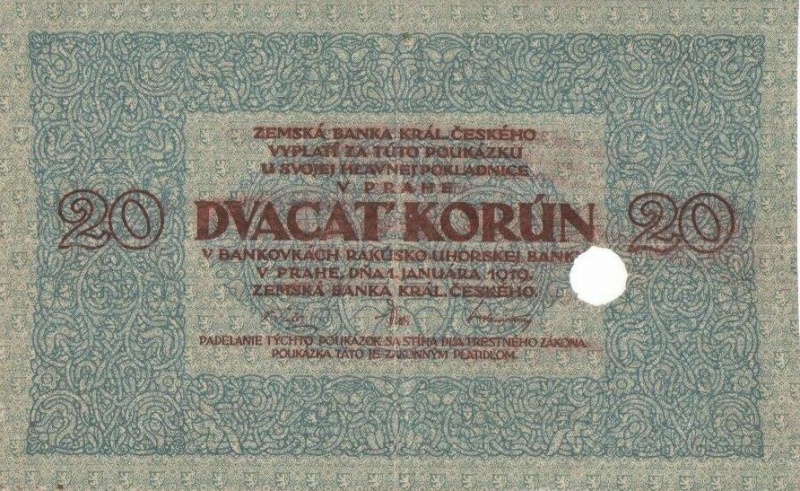 ZEMSKÁ BANKA KRÁL. ČESKÉHO
VYPLATÍ ZA TÚTO POUKÁZKU
U SVOJEJ HLAVNEJ POKLADNICE
V PRAHE
20 DVACAŤ KORÚN 20
V BANKOVKÁCH RAKÚSKO-UHORSKEJ BANKY
V PRAHE, DŇA 1. JANUÁRA 1919.
ZEMSKÁ BANKA KRÁL. ČESKÉHO.
PADELANIE TÝCHTO POUKÁZOK SA STÍHA DĽA TRESTNÉHO ZÁKONA.
POUKÁZKA TÁTO JE ZÁKONNÝM PLATIDLOM.